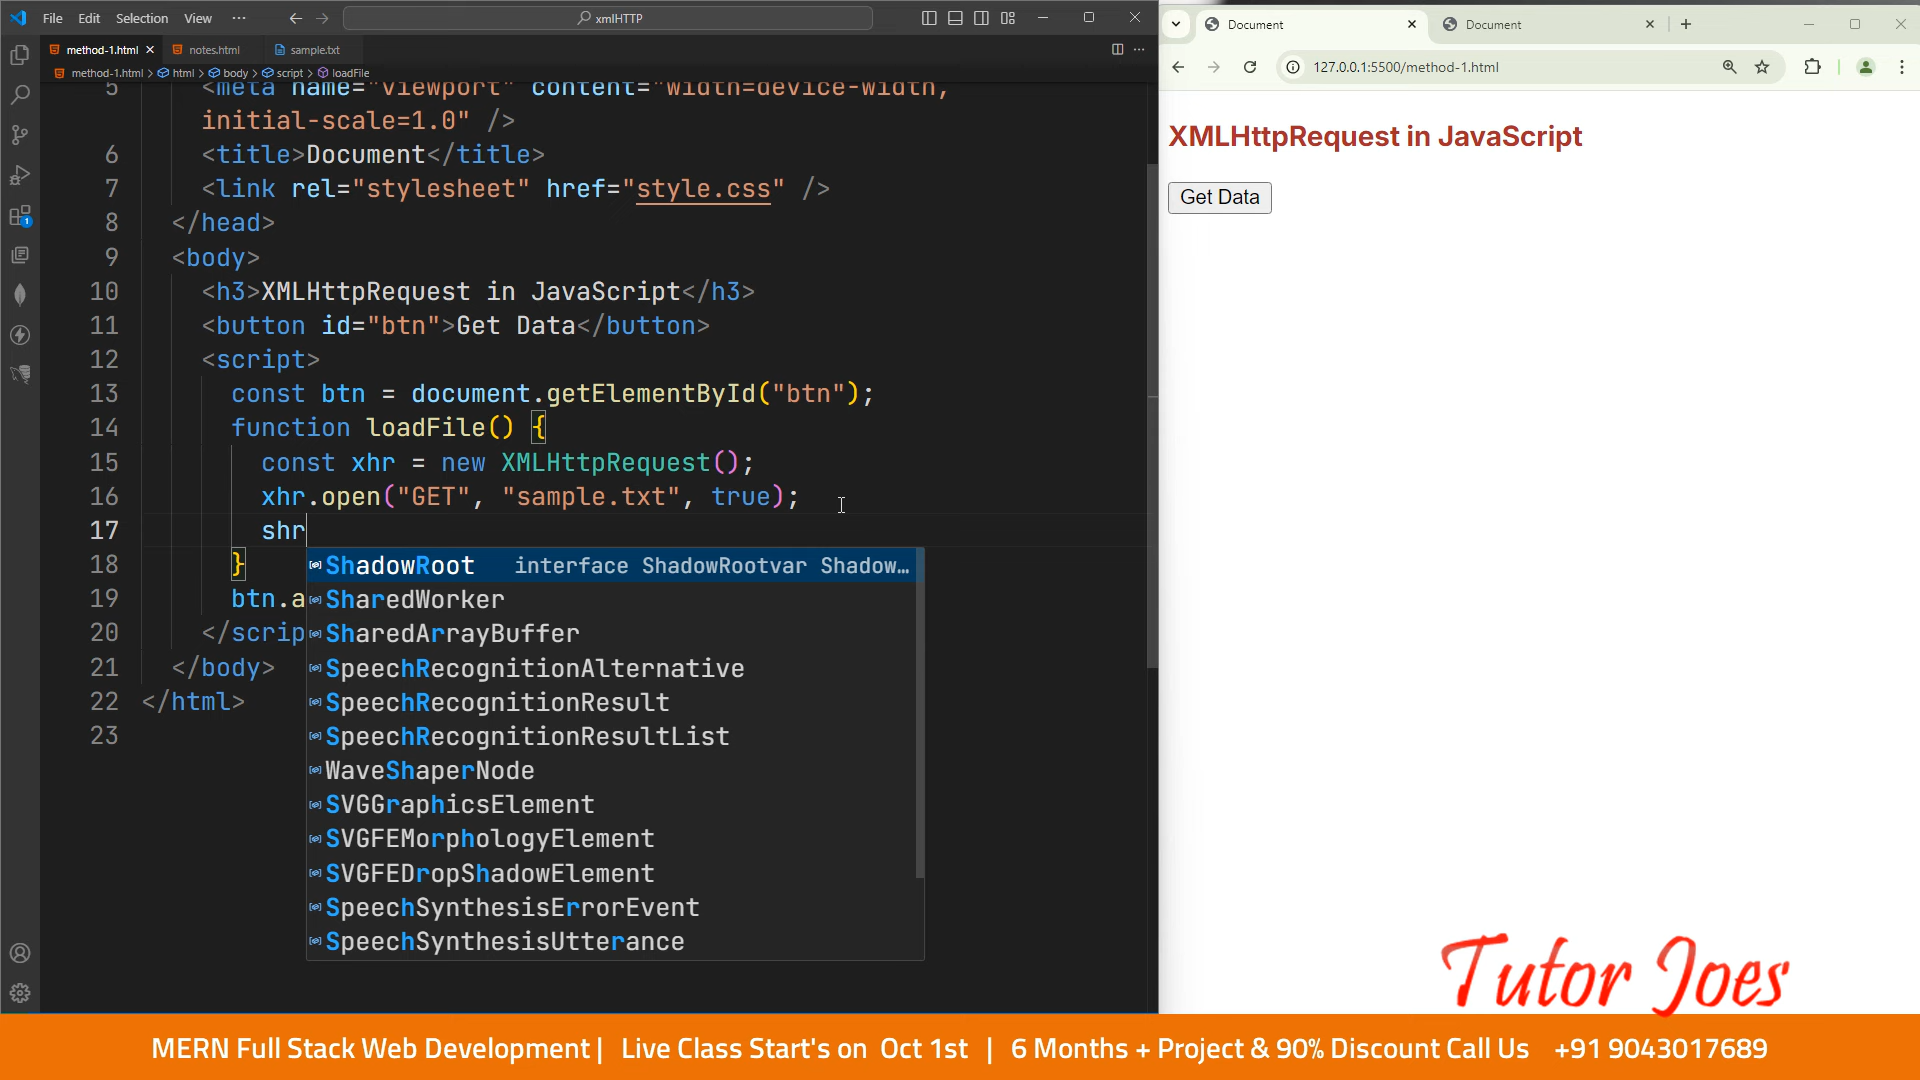 File Edit Selection View ···
xmlHTTP
method-1.html
notes.html
sample.txt
method-1.html > html > body > script > loadFile
5 <meta name="viewport" content="width=device-width,
initial-scale=1.0" />
6 <title>Document</title>
7 <link rel="stylesheet" href="style.css" />
8 </head>
9 <body>
10 <h3>XMLHttpRequest in JavaScript</h3>
11 <button id="btn">Get Data</button>
12 <script>
13 const btn = document.getElementById("btn");
14 function loadFile() {
15 const xhr = new XMLHttpRequest();
16 xhr.open("GET", "sample.txt", true);
17 shr
18 }
19 btn.a
20 </scrip
21 </body>
22 </html>
23
ShadowRoot interface ShadowRootvar Shadow…
SharedWorker
SharedArrayBuffer
SpeechRecognitionAlternative
SpeechRecognitionResult
SpeechRecognitionResultList
WaveShaperNode
SVGGraphicsElement
SVGFEMorphologyElement
SVGFEDropShadowElement
SpeechSynthesisErrorEvent
SpeechSynthesisUtterance
1
Document
Document
127.0.0.1:5500/method-1.html
XMLHttpRequest in JavaScript
Get Data
Tutor Joes
MERN Full Stack Web Development | Live Class Start's on Oct 1st | 6 Months + Project & 90% Discount Call Us +91 9043017689